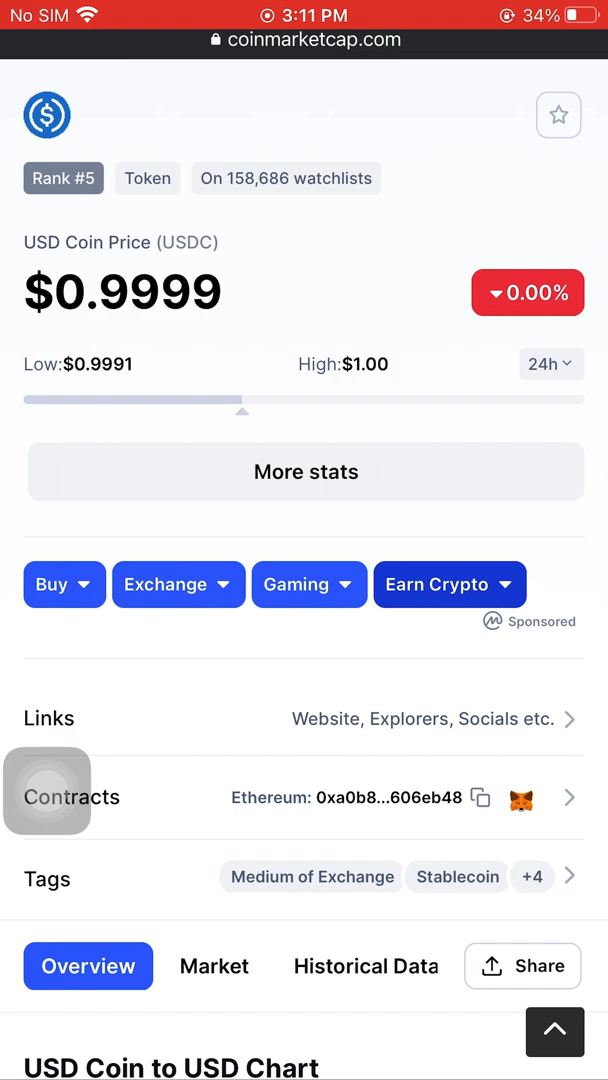 No SIM 3:11 PM 34%
coinmarketcap.com
Rank #5 Token On 158,686 watchlists
USD Coin Price (USDC)
$0.9999 0.00%
Low:$0.9991 High:$1.00 24h
More stats
Buy Exchange Gaming Earn Crypto
Sponsored
Links Website, Explorers, Socials etc.
Contracts Ethereum: 0xa0b8...606eb48
Tags Medium of Exchange Stablecoin +4
Overview Market Historical Data Share
USD Coin to USD Chart